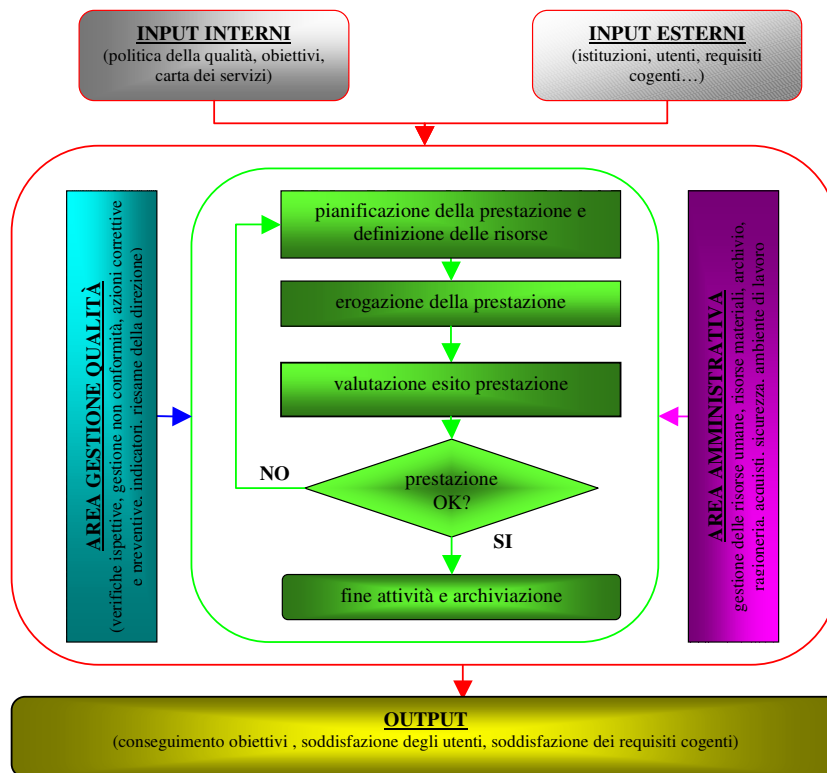 INPUT INTERNI
(politica della qualità, obiettivi,
carta dei servizi)
INPUT ESTERNI
(istituzioni, utenti, requisiti
cogenti…)
AREA GESTIONE QUALITÀ
(verifiche ispettive, gestione non conformità, azioni correttive
e preventive, indicatori, riesame della direzione)
pianificazione della prestazione e
definizione delle risorse
erogazione della prestazione
valutazione esito prestazione
prestazione
OK?
NO
SI
fine attività e archiviazione
AREA AMMINISTRATIVA
gestione delle risorse umane, risorse materiali, archivio,
ragioneria, acquisti, sicurezza, ambiente di lavoro
OUTPUT
(conseguimento obiettivi , soddisfazione degli utenti, soddisfazione dei requisiti cogenti)